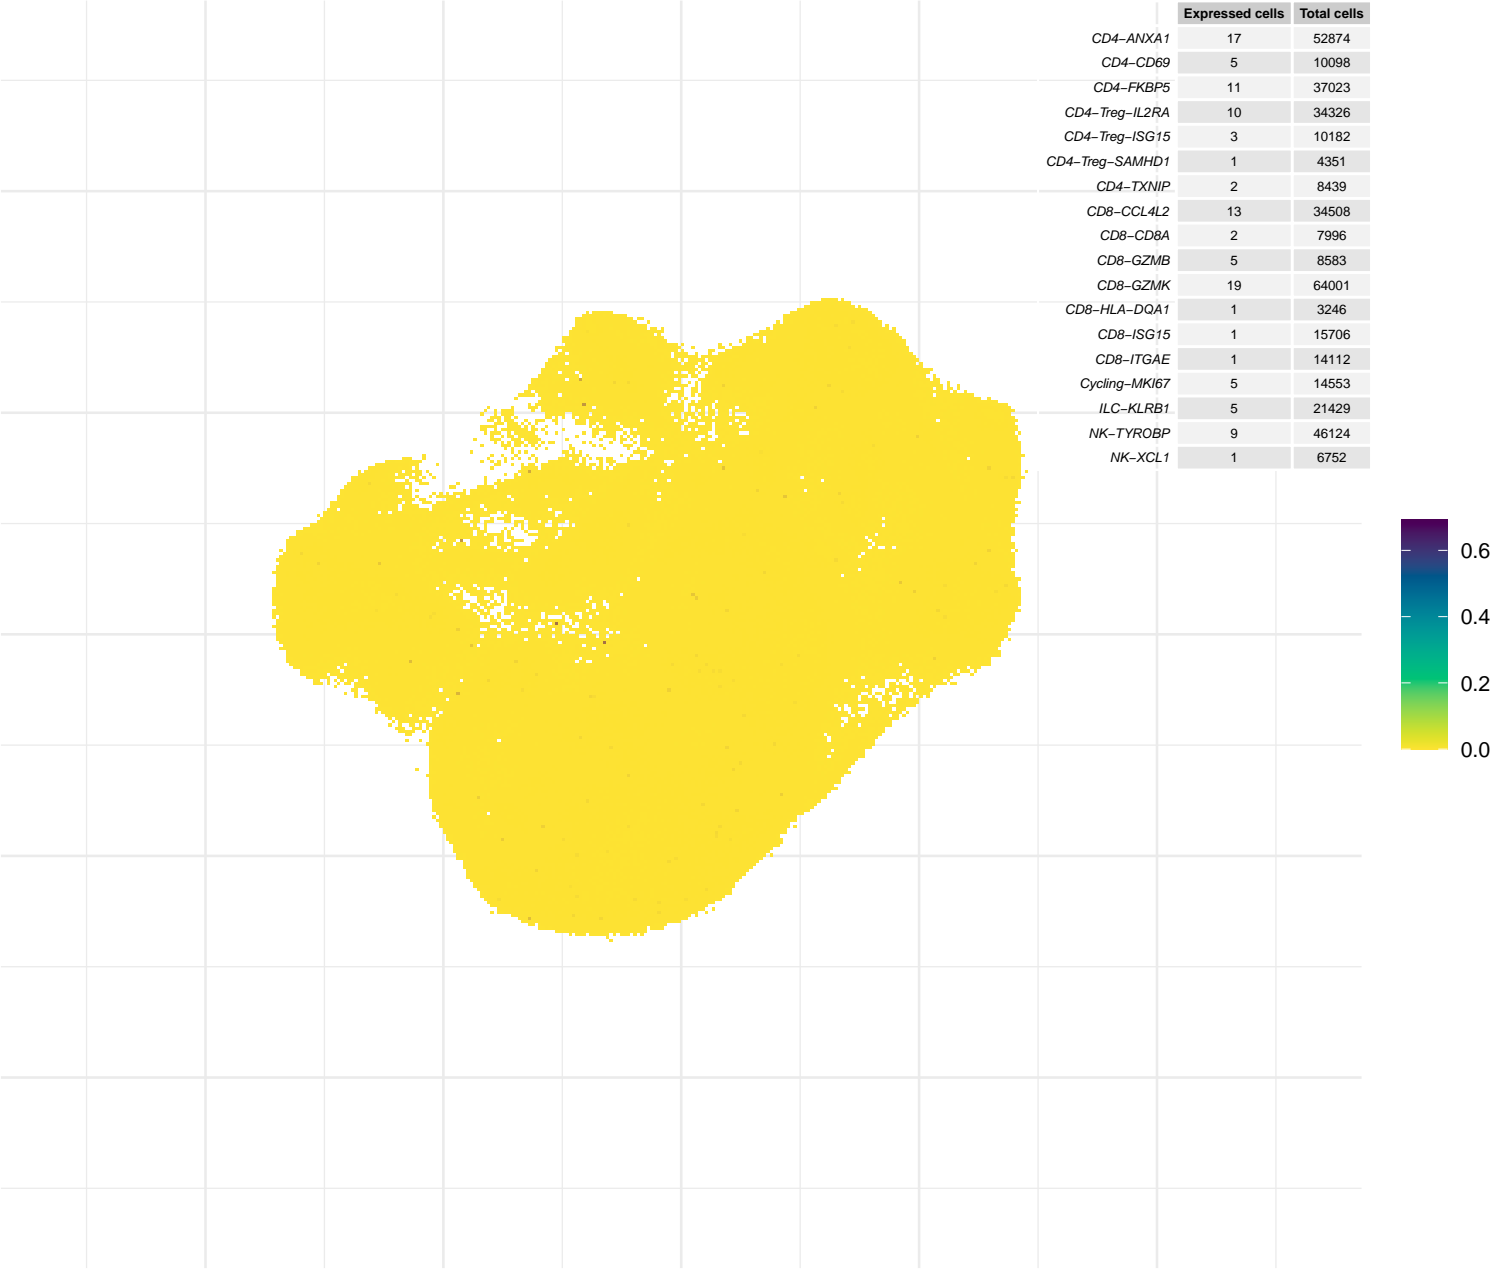 Expressed cells Total cells
CD4−ANXA1 17 52874
CD4−CD69 5 10098
CD4−FKBP5 11 37023
CD4−Treg−IL2RA 10 34326
CD4−Treg−ISG15 3 10182
CD4−Treg−SAMHD1 1 4351
CD4−TXNIP 2 8439
CD8−CCL4L2 13 34508
CD8−CD8A 2 7996
CD8−GZMB 5 8583
CD8−GZMK 19 64001
CD8−HLA−DQA1 1 3246
CD8−ISG15 1 15706
CD8−ITGAE 1 14112
Cycling−MKI67 5 14553
ILC−KLRB1 5 21429
NK−TYROBP 9 46124
NK−XCL1 1 6752
0.6
0.4
0.2
0.0